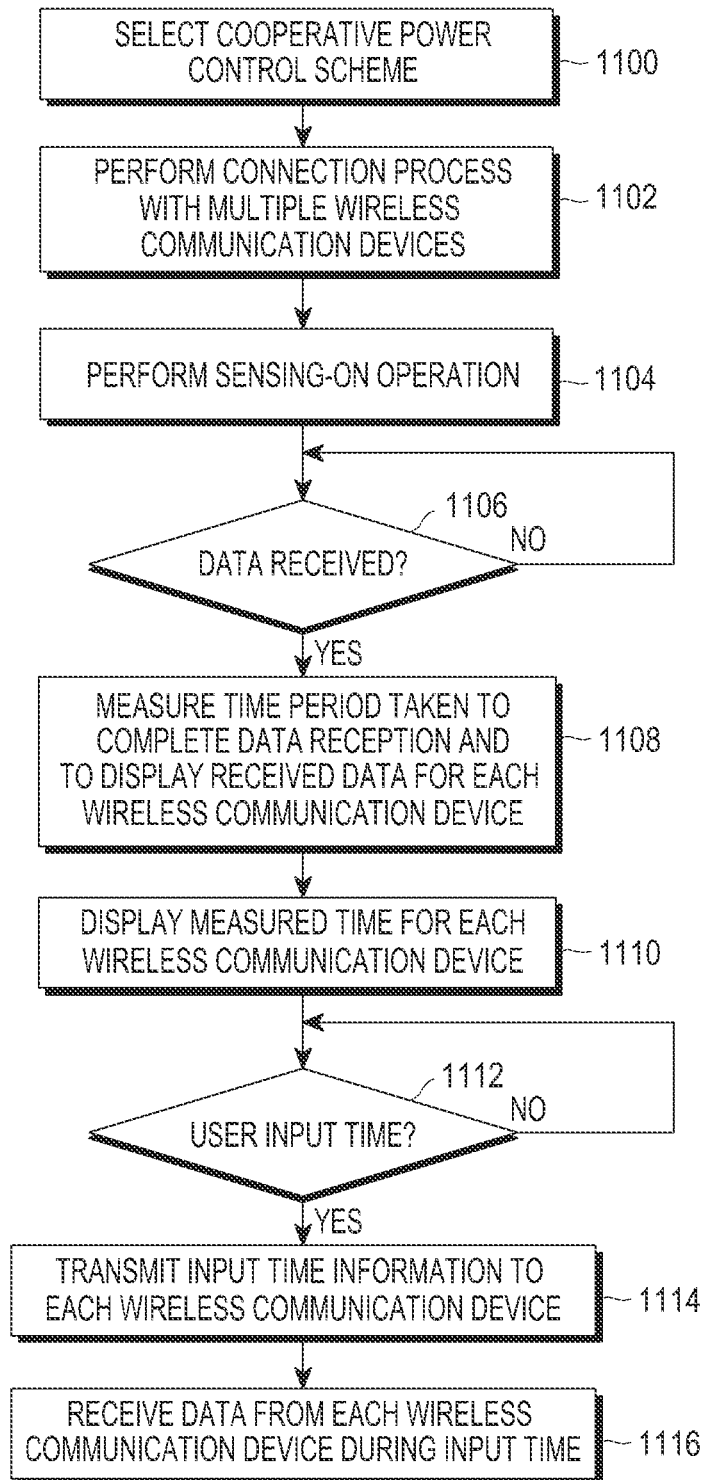 SELECT COOPERATIVE POWER
CONTROL SCHEME
1100
PERFORM CONNECTION PROCESS
WITH MULTIPLE WIRELESS
COMMUNICATION DEVICES
1102
PERFORM SENSING-ON OPERATION
1104
1106
DATA RECEIVED?
NO
YES
MEASURE TIME PERIOD TAKEN TO
COMPLETE DATA RECEPTION AND
TO DISPLAY RECEIVED DATA FOR EACH
WIRELESS COMMUNICATION DEVICE
1108
DISPLAY MEASURED TIME FOR EACH
WIRELESS COMMUNICATION DEVICE
1110
1112
USER INPUT TIME?
NO
YES
TRANSMIT INPUT TIME INFORMATION TO
EACH WIRELESS COMMUNICATION DEVICE
1114
RECEIVE DATA FROM EACH WIRELESS
COMMUNICATION DEVICE DURING INPUT TIME
1116